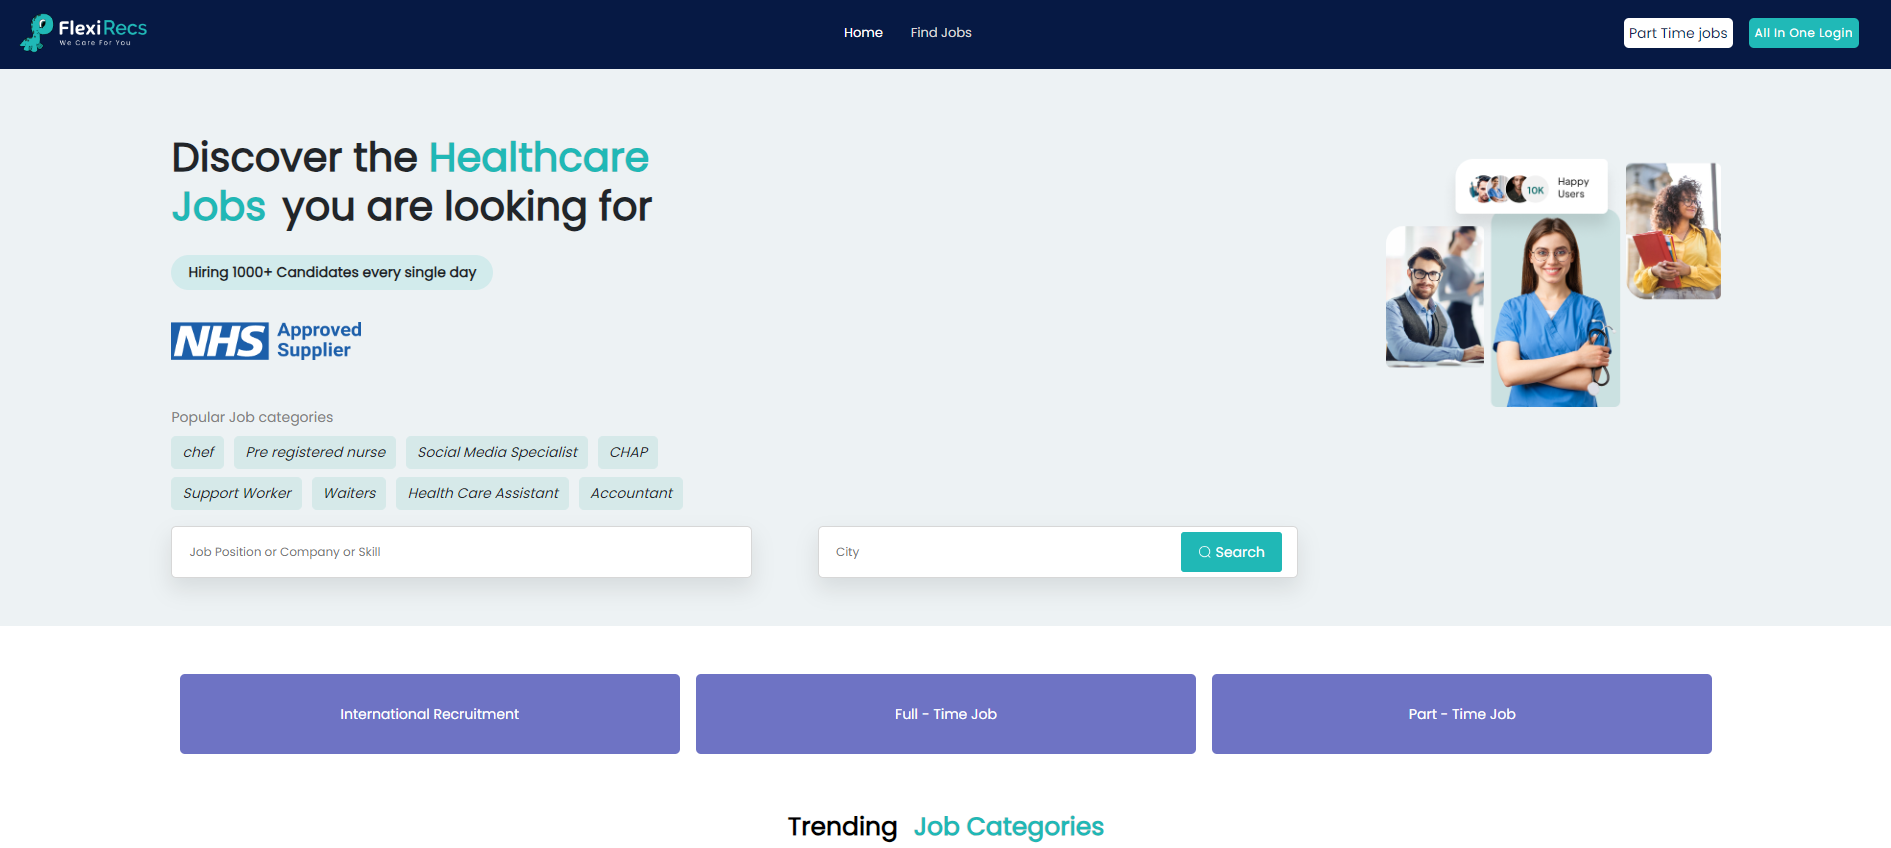 FlexiRecs
We Care For You
Home
Find Jobs
Part Time jobs
All In One Login
Discover the Healthcare
Jobs you are looking for
Hiring 1000+ Candidates every single day
NHS Approved
Supplier
10K Happy
Users
Popular Job categories
chef
Pre registered nurse
Social Media Specialist
CHAP
Support Worker
Waiters
Health Care Assistant
Accountant
Job Position or Company or Skill
City
Search
International Recruitment
Full - Time Job
Part - Time Job
Trending Job Categories